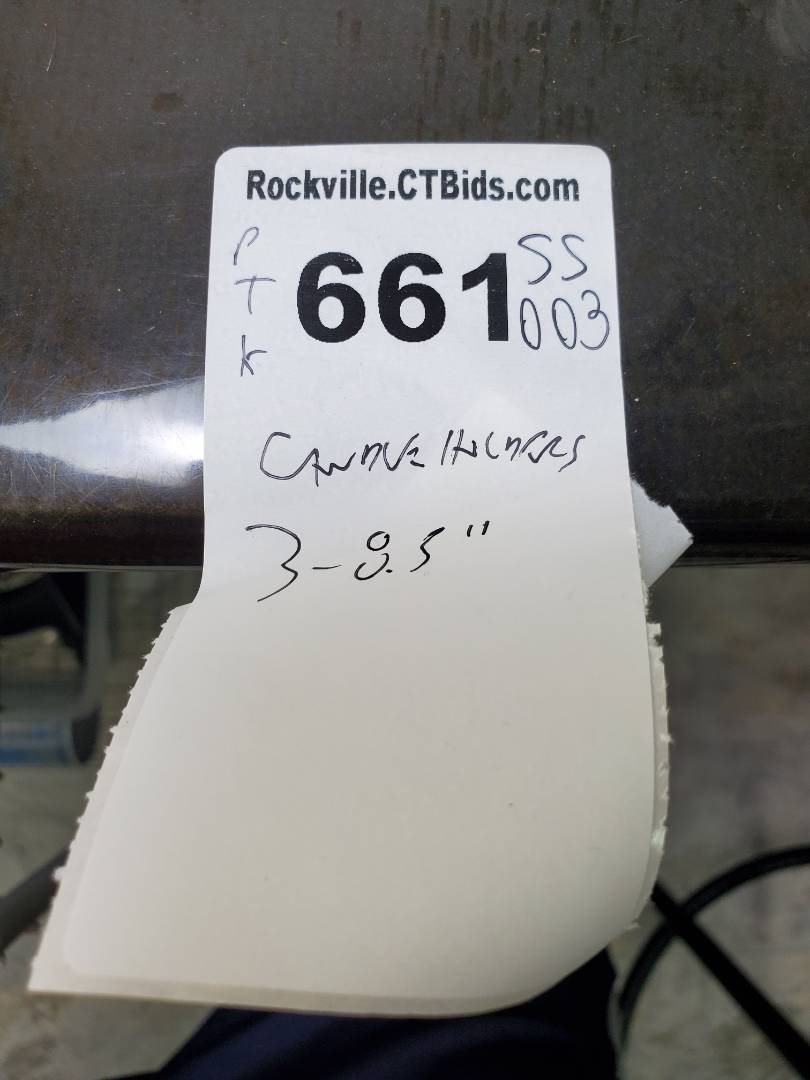 Rockville.CTBids.com
P
T
K
661
SS
003
CANDLE HOLDERS
3-8.5"